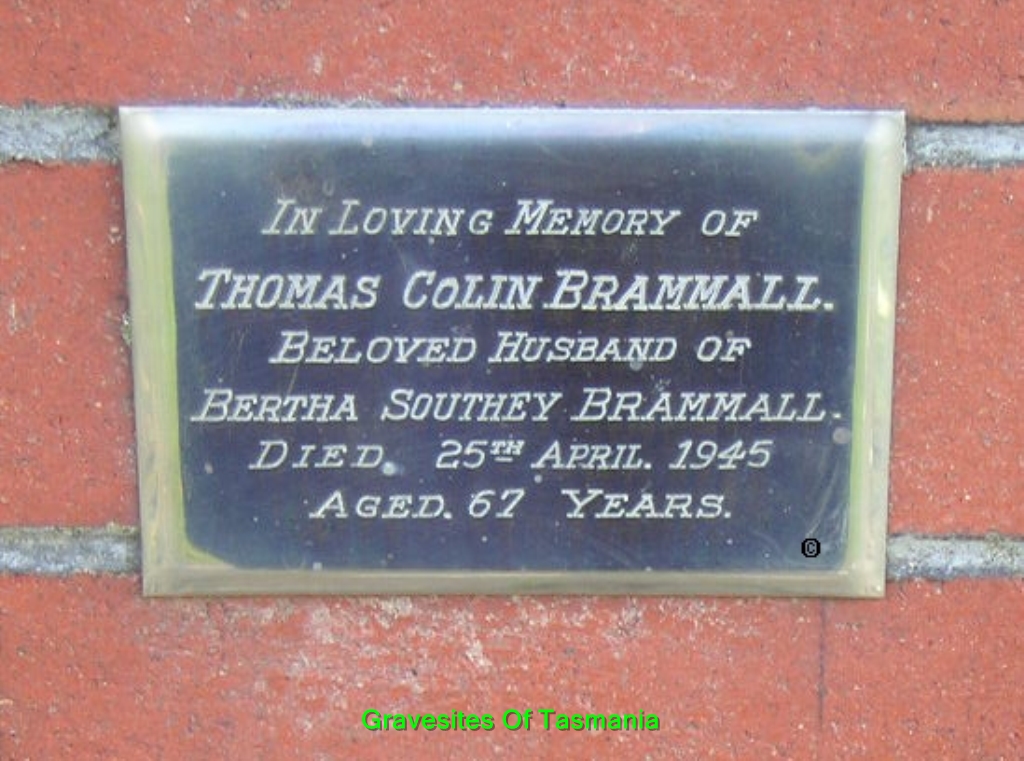 In Loving Memory of
Thomas Colin Brammall.
Beloved Husband of
Bertha Southey Brammall.
Died. 25th April. 1945
Aged. 67 Years.
©
Gravesites Of Tasmania